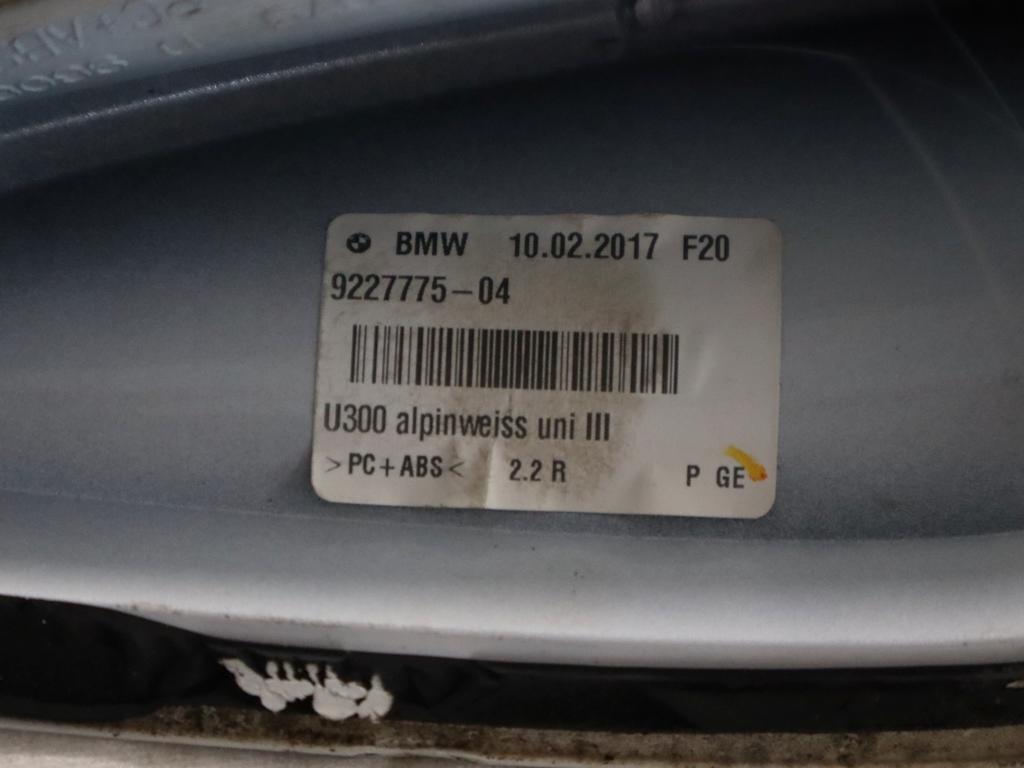 BMW 10.02.2017 F20
9227775-04
U300 alpinweiss uni III
>PC+ABS< 2.2 R P GE